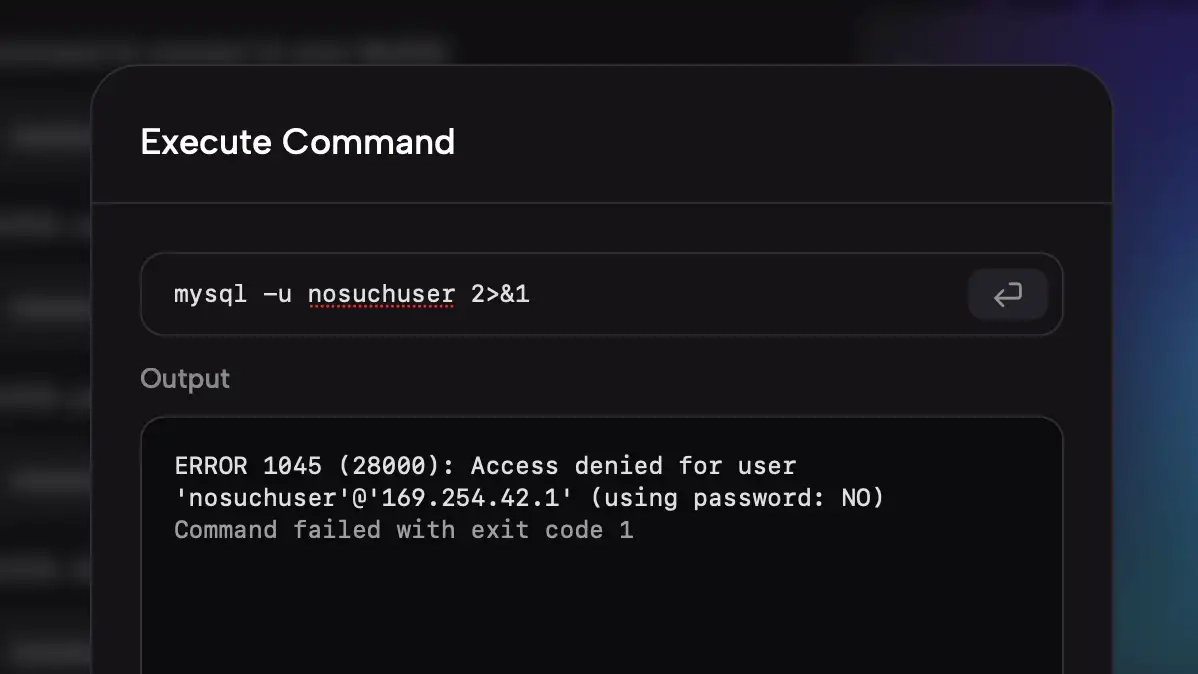 Execute Command
mysql -u nosuchuser 2>&1
Output
ERROR 1045 (28000): Access denied for user
'nosuchuser'@'169.254.42.1' (using password: NO)
Command failed with exit code 1